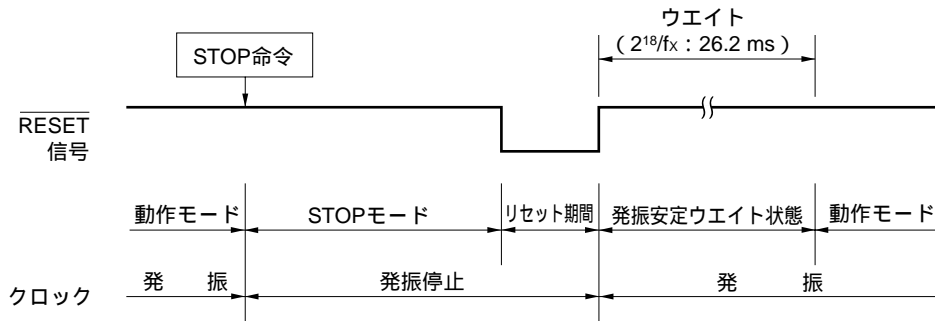 ウエイト
（2¹⁸/fx：26.2 ms）
STOP命令
RESET
信号
動作モード
STOPモード
リセット期間
発振安定ウエイト状態
動作モード
クロック
発　振
発振停止
発　振